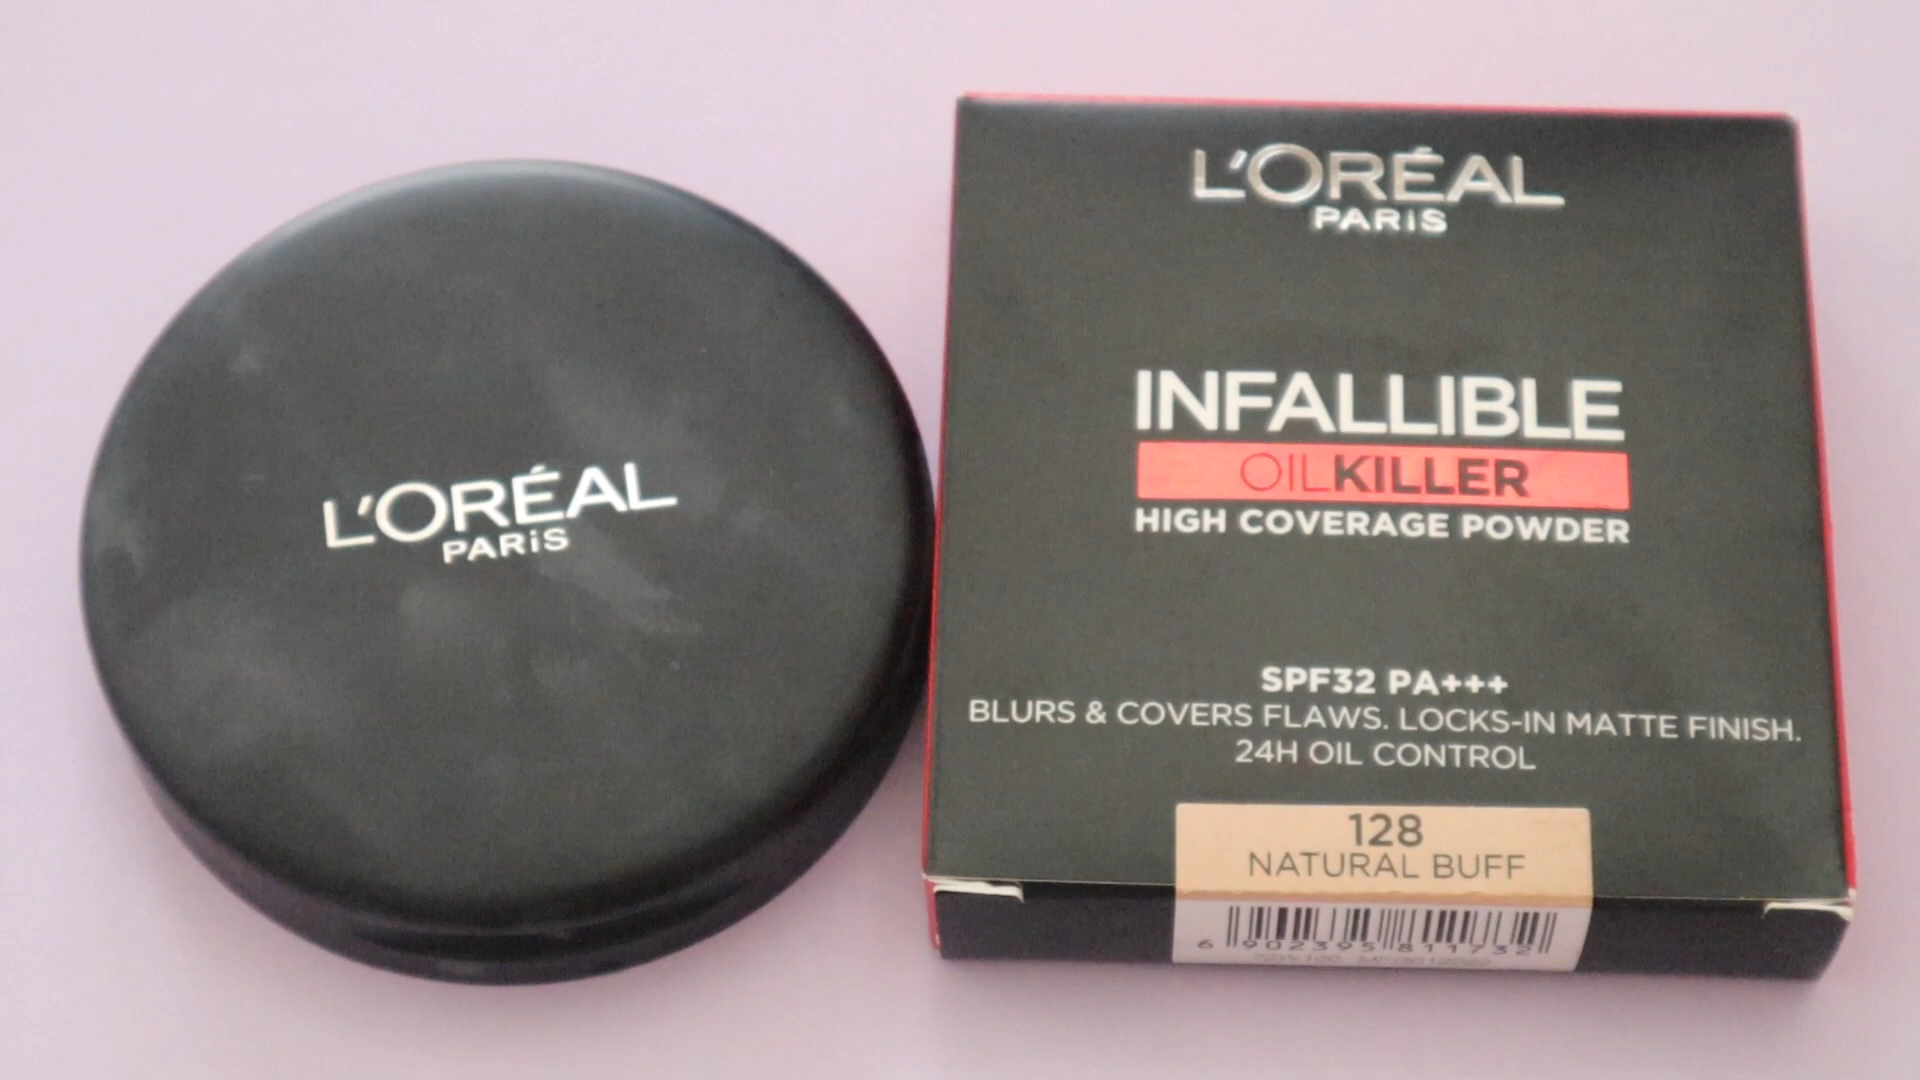 L'ORÉAL
PARiS
L'ORÉAL
PARiS
INFALLIBLE
OILKILLER
HIGH COVERAGE POWDER
SPF32 PA+++
BLURS & COVERS FLAWS. LOCKS-IN MATTE FINISH.
24H OIL CONTROL
128
NATURAL BUFF
6 902395 811732